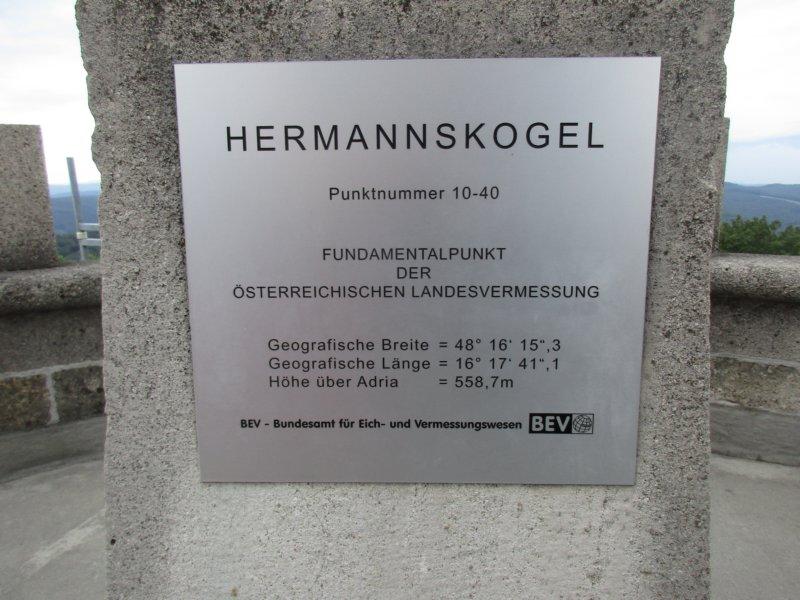 HERMANNSKOGEL
Punktnummer 10-40
FUNDAMENTALPUNKT
DER
ÖSTERREICHISCHEN LANDESVERMESSUNG
Geografische Breite = 48° 16' 15",3
Geografische Länge = 16° 17' 41",1
Höhe über Adria = 558,7m
BEV - Bundesamt für Eich- und Vermessungswesen BEV